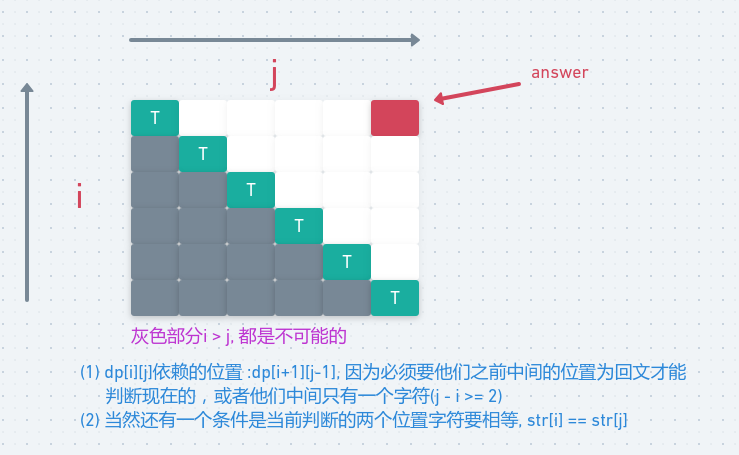 j
answer
T
T
i
T
T
T
T
灰色部分i > j, 都是不可能的
(1) dp[i][j]依赖的位置 :dp[i+1][j-1], 因为必须要他们之前中间的位置为回文才能
判断现在的，或者他们中间只有一个字符(j - i >= 2)
(2) 当然还有一个条件是当前判断的两个位置字符要相等, str[i] == str[j}